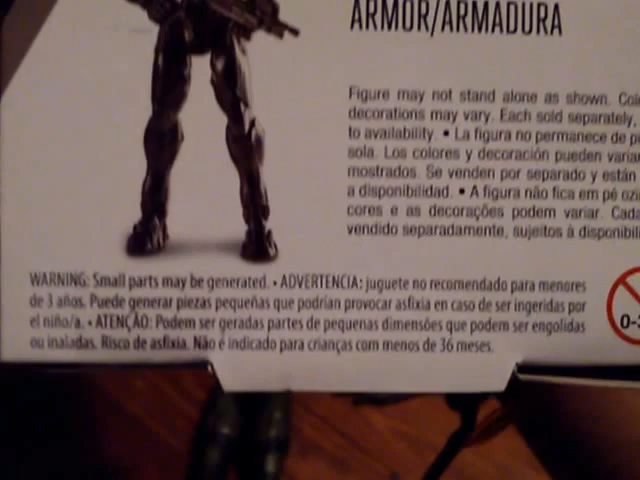 ARMOR/ARMADURA
Figure may not stand alone as shown. Colo
decorations may vary. Each sold separately,
to availability. • La figura no permanece de p
sola. Los colores y decoración pueden varia
mostrados. Se venden por separado y están
a disponibilidad. • A figura não fica em pé
cores e as decorações podem variar. Cada
vendido separadamente, sujeitos à disponibili
WARNING: Small parts may be generated. • ADVERTENCIA: juguete no recomendado para menores
de 3 años. Puede generar piezas pequeñas que podrían provocar asfixia en caso de ser ingeridas por
el niño/a. • ATENÇÃO: Podem ser geradas partes de pequenas dimensões que podem ser engolidas
ou inaladas. Risco de asfixia. Não é indicado para crianças com menos de 36 meses.
0-3